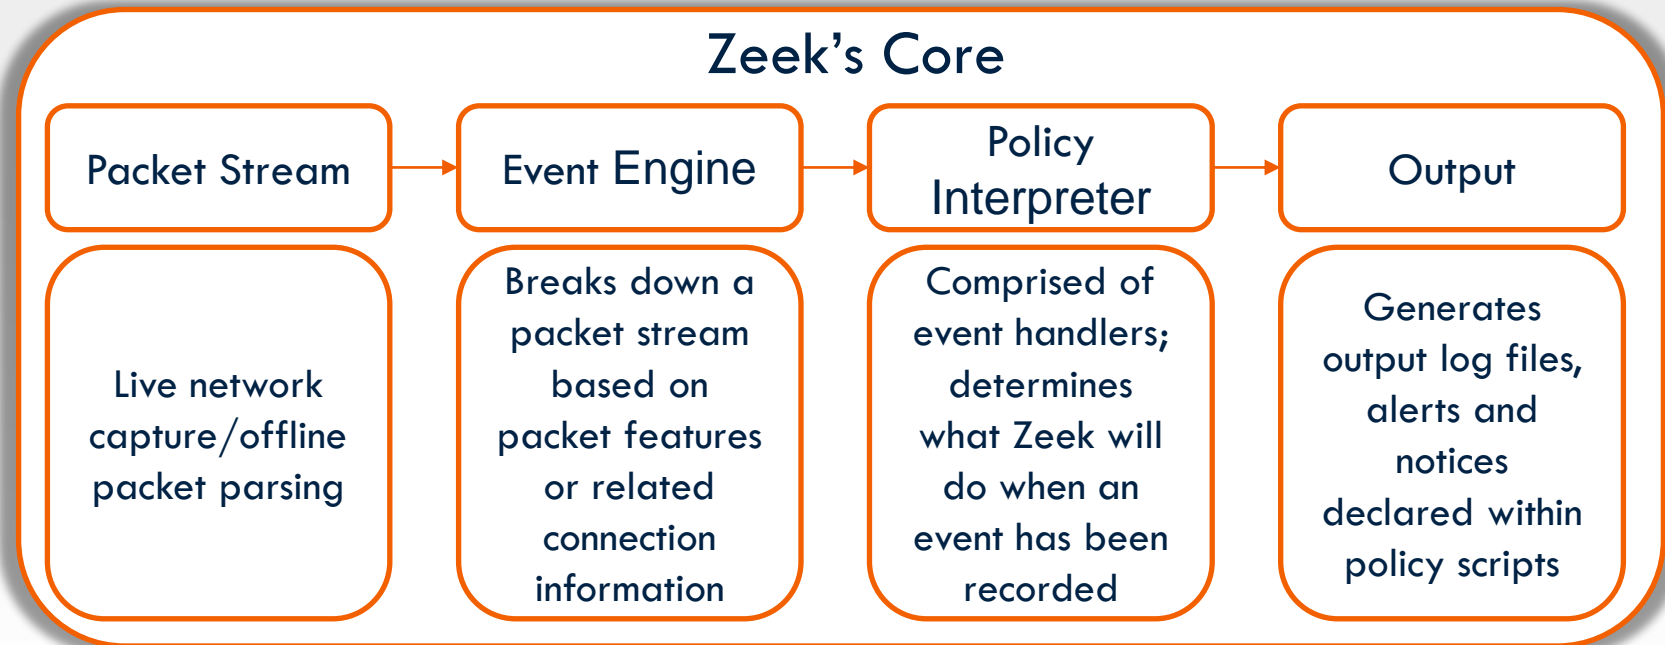 Zeek’s Core
Packet Stream
Event Engine
Policy
Interpreter
Output
Live network
capture/offline
packet parsing
Breaks down a
packet stream
based on
packet features
or related
connection
information
Comprised of
event handlers;
determines
what Zeek will
do when an
event has been
recorded
Generates
output log files,
alerts and
notices
declared within
policy scripts